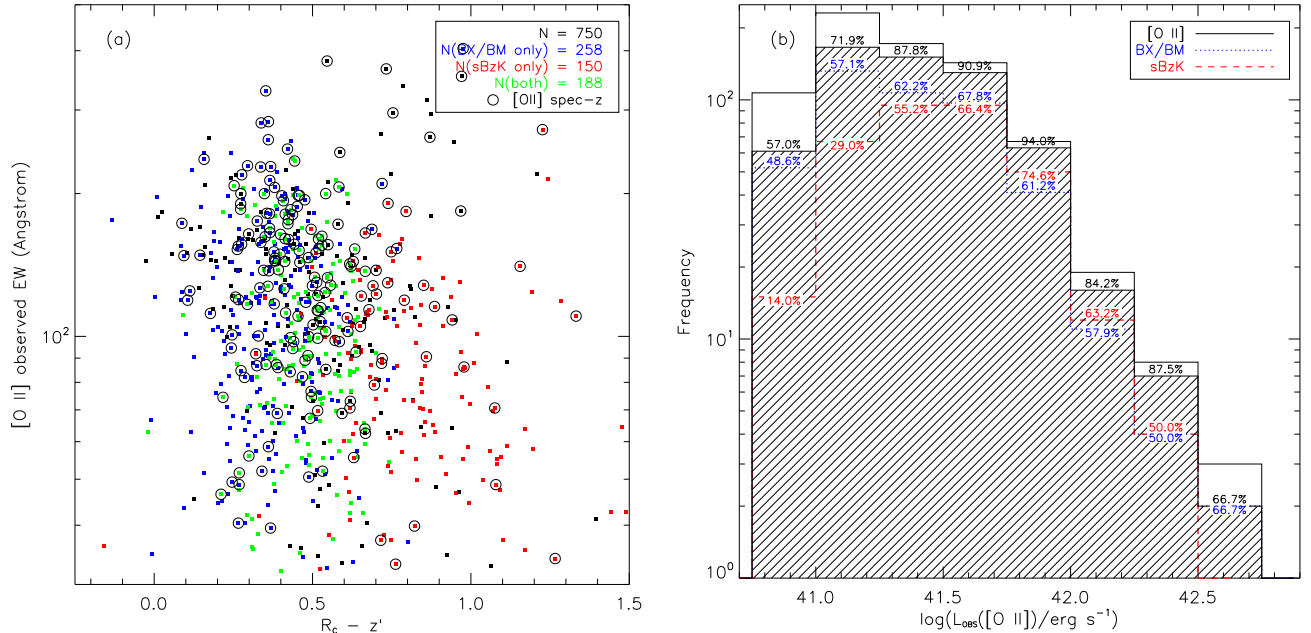 (a)
N = 750
N(BX/BM only) = 258
N(sBzK only) = 150
N(both) = 188
[OII] spec-z
[O II] observed EW (Angstrom)
10²
0.0 0.5 1.0 1.5
R_c - z'
(b)
[O II]
BX/BM
sBzK
Frequency
10²
10¹
10⁰
57.0%
48.6%
14.0%
71.9%
57.1%
29.0%
87.8%
62.2%
55.2%
90.9%
67.8%
66.4%
94.0%
74.6%
61.2%
84.2%
63.2%
57.9%
87.5%
50.0%
50.0%
66.7%
66.7%
41.0 41.5 42.0 42.5
log(L_OBS([O II])/erg s⁻¹)